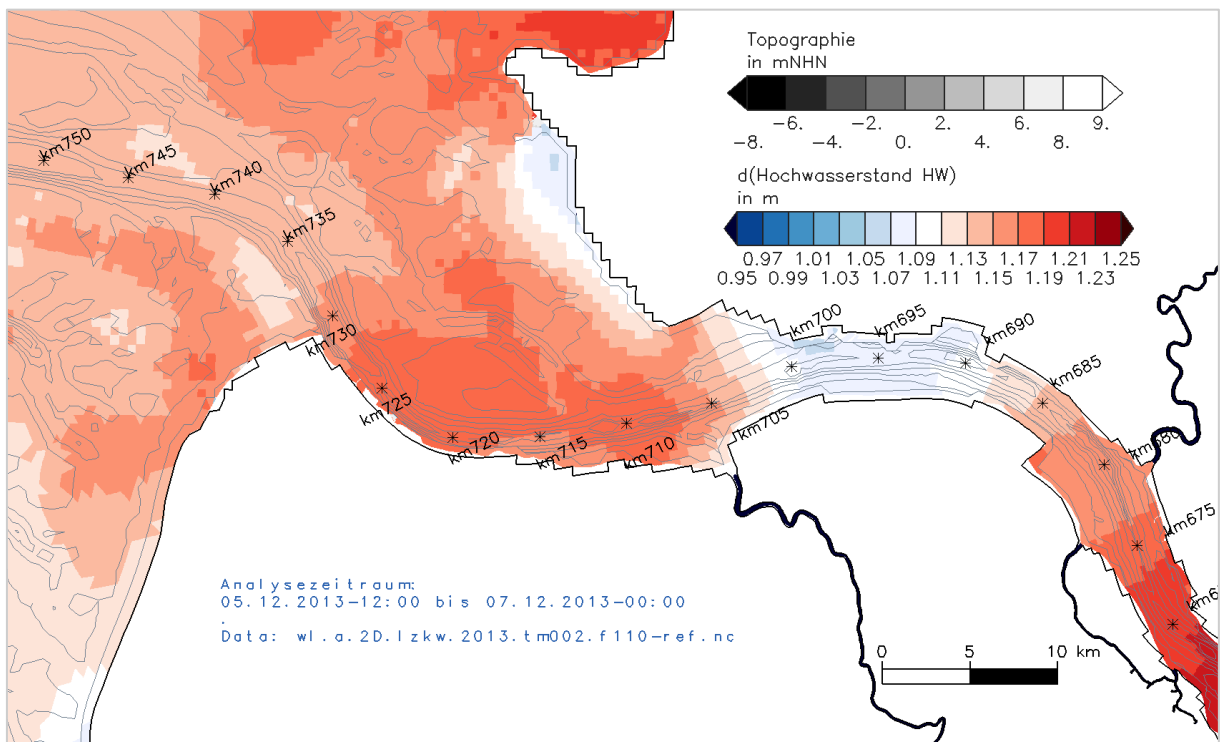 Topographie
in mNHN
-6. -2. 2. 6. 9.
-8. -4. 0. 4. 8.
d(Hochwasserstand HW)
in m
0.97 1.01 1.05 1.09 1.13 1.17 1.21 1.25
0.95 0.99 1.03 1.07 1.11 1.15 1.19 1.23
km750
km745
km740
km735
km730
km725
km720
km715
km710
km705
km700
km695
km690
km685
km680
km675
Analysezeitraum:
05.12.2013-12:00 bis 07.12.2013-00:00
.
Data: wl.a.2D.lzkw.2013.tm002.f110-ref.nc
0 5 10 km